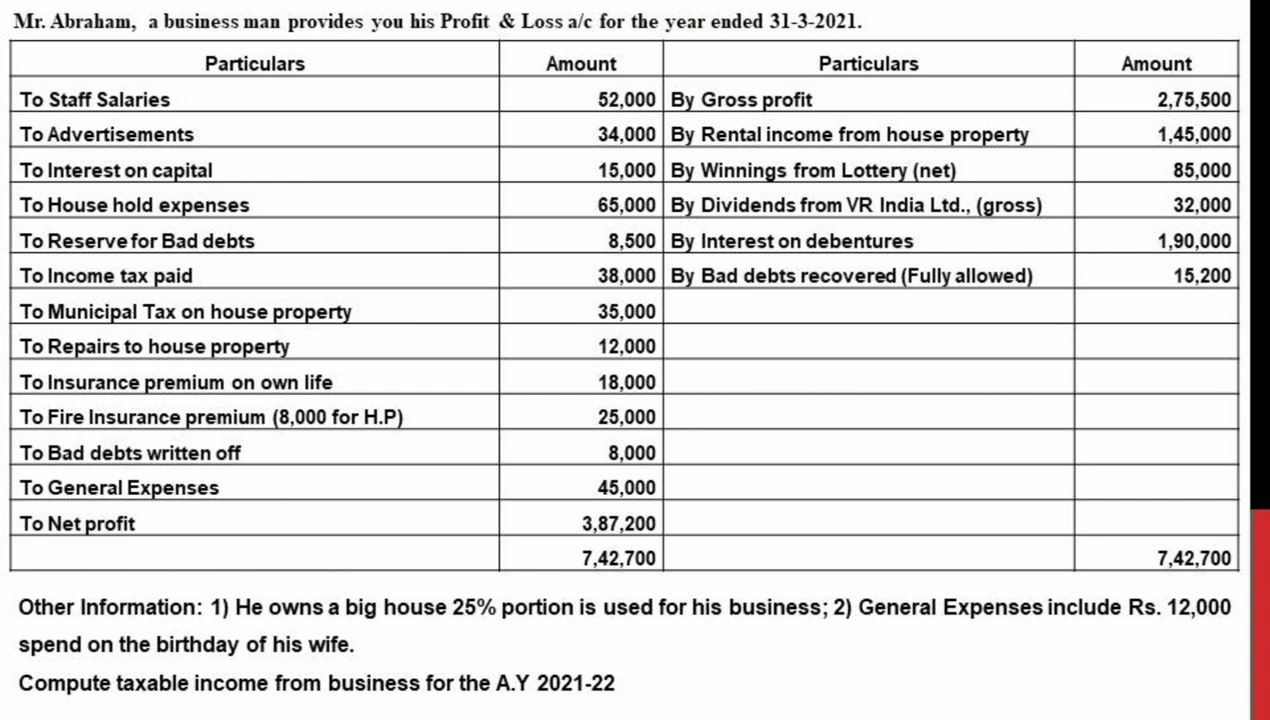 Mr. Abraham, a business man provides you his Profit & Loss a/c for the year ended 31-3-2021.
Particulars Amount Particulars Amount
To Staff Salaries 52,000 By Gross profit 2,75,500
To Advertisements 34,000 By Rental income from house property 1,45,000
To Interest on capital 15,000 By Winnings from Lottery (net) 85,000
To House hold expenses 65,000 By Dividends from VR India Ltd., (gross) 32,000
To Reserve for Bad debts 8,500 By Interest on debentures 1,90,000
To Income tax paid 38,000 By Bad debts recovered (Fully allowed) 15,200
To Municipal Tax on house property 35,000
To Repairs to house property 12,000
To Insurance premium on own life 18,000
To Fire Insurance premium (8,000 for H.P) 25,000
To Bad debts written off 8,000
To General Expenses 45,000
To Net profit 3,87,200
7,42,700 7,42,700
Other Information: 1) He owns a big house 25% portion is used for his business; 2) General Expenses include Rs. 12,000
spend on the birthday of his wife.
Compute taxable income from business for the A.Y 2021-22